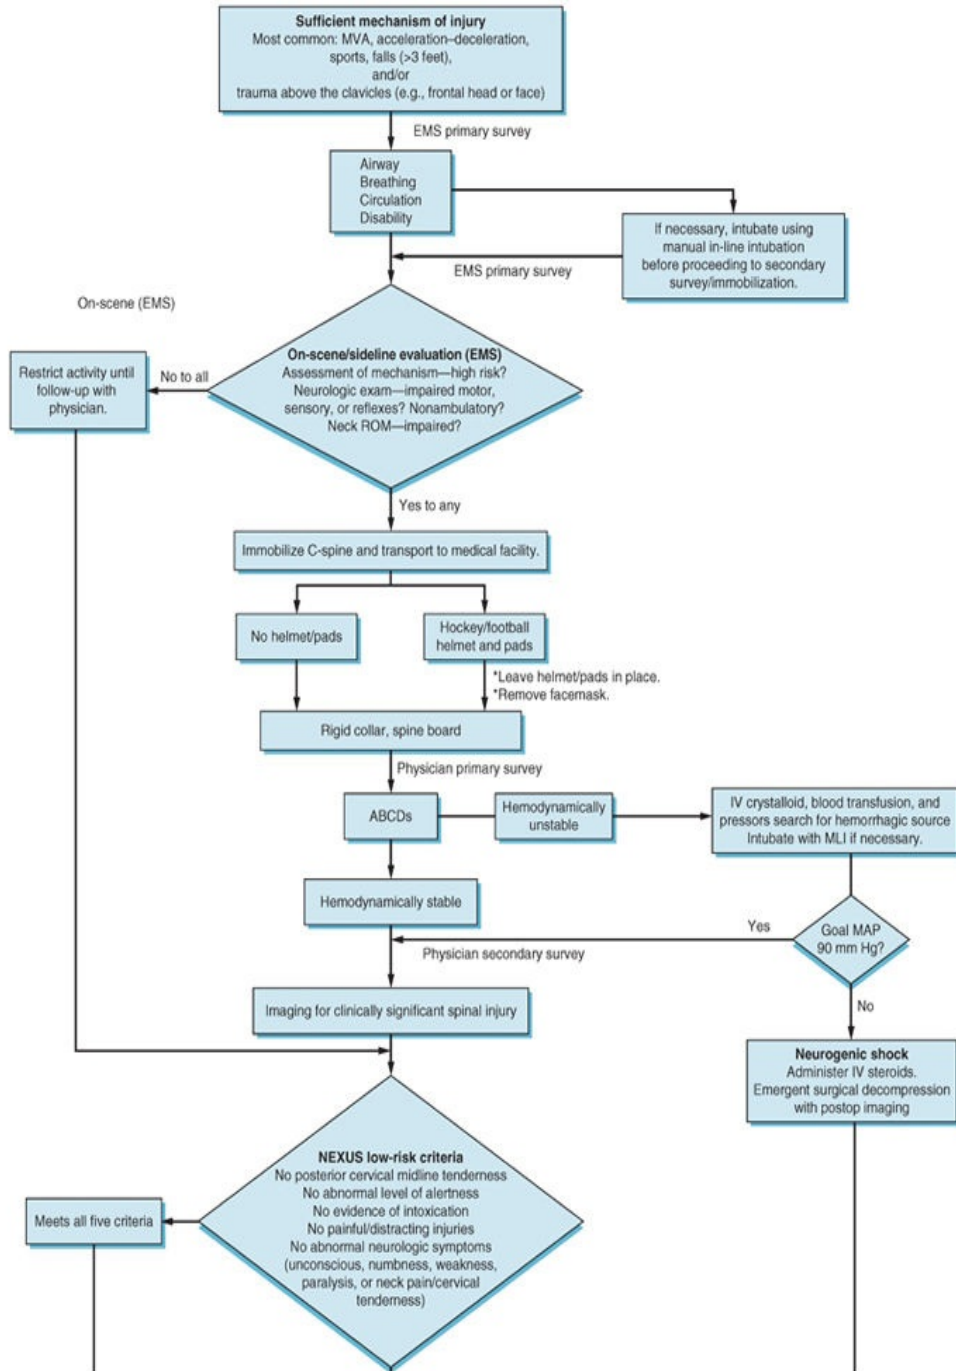 Sufficient mechanism of injury
Most common: MVA, acceleration–deceleration,
sports, falls (>3 feet),
and/or
trauma above the clavicles (e.g., frontal head or face)
EMS primary survey
Airway
Breathing
Circulation
Disability
If necessary, intubate using
manual in-line intubation
before proceeding to secondary
survey/immobilization.
EMS primary survey
On-scene (EMS)
On-scene/sideline evaluation (EMS)
Assessment of mechanism—high risk?
Neurologic exam—impaired motor,
sensory, or reflexes? Nonambulatory?
Neck ROM—impaired?
No to all
Restrict activity until
follow-up with
physician.
Yes to any
Immobilize C-spine and transport to medical facility.
No helmet/pads
Hockey/football
helmet and pads
*Leave helmet/pads in place.
*Remove facemask.
Rigid collar, spine board
Physician primary survey
ABCDs
Hemodynamically
unstable
IV crystalloid, blood transfusion, and
pressors search for hemorrhagic source
Intubate with MLI if necessary.
Hemodynamically stable
Goal MAP
90 mm Hg?
Yes
Physician secondary survey
No
Imaging for clinically significant spinal injury
Neurogenic shock
Administer IV steroids.
Emergent surgical decompression
with postop imaging
NEXUS low-risk criteria
No posterior cervical midline tenderness
No abnormal level of alertness
No evidence of intoxication
No painful/distracting injuries
No abnormal neurologic symptoms
(unconscious, numbness, weakness,
paralysis, or neck pain/cervical
tenderness)
Meets all five criteria